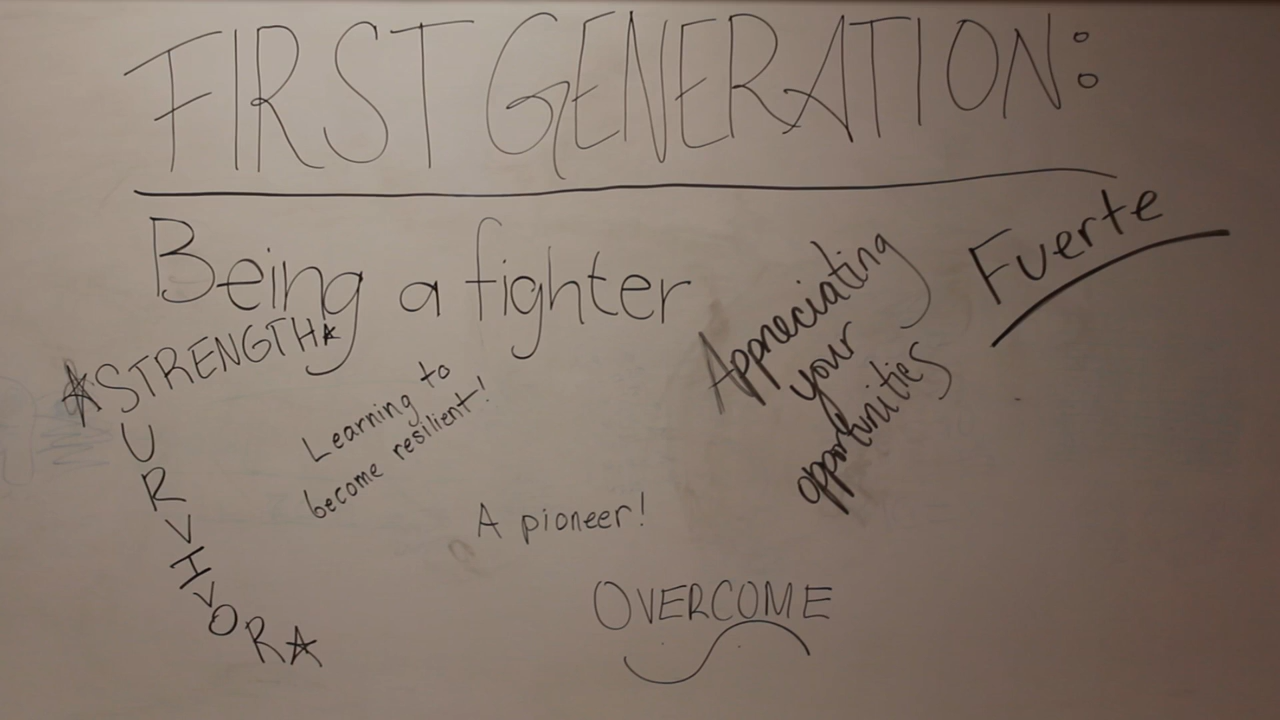 FIRST GENERATION:
Being a fighter
Fuerte
Appreciating
your
opportunities
STRENGTH
SURVIVOR
Learning to
become resilient!
A pioneer!
OVERCOME